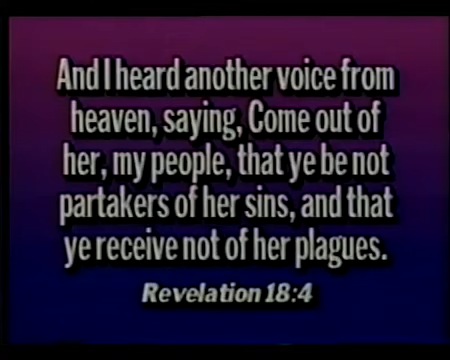 And I heard another voice from
heaven, saying, Come out of
her, my people, that ye be not
partakers of her sins, and that
ye receive not of her plagues.
Revelation 18:4